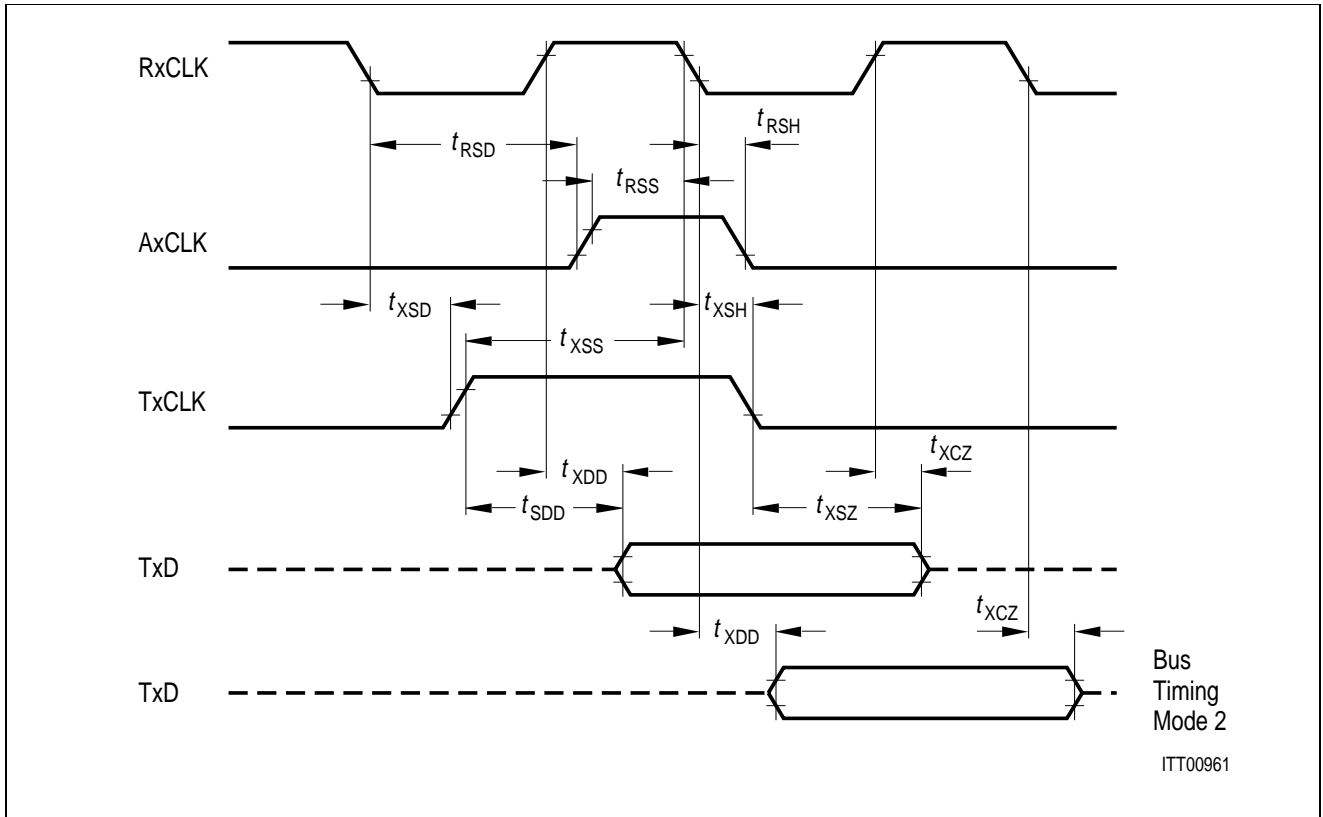 RxCLK
tRSH
tRSD
tRSS
AxCLK
tXSD
tXSH
tXSS
TxCLK
tXCZ
tXDD
tSDD
tXSZ
TxD
tXCZ
tXDD
TxD
Bus
Timing
Mode 2
ITT00961